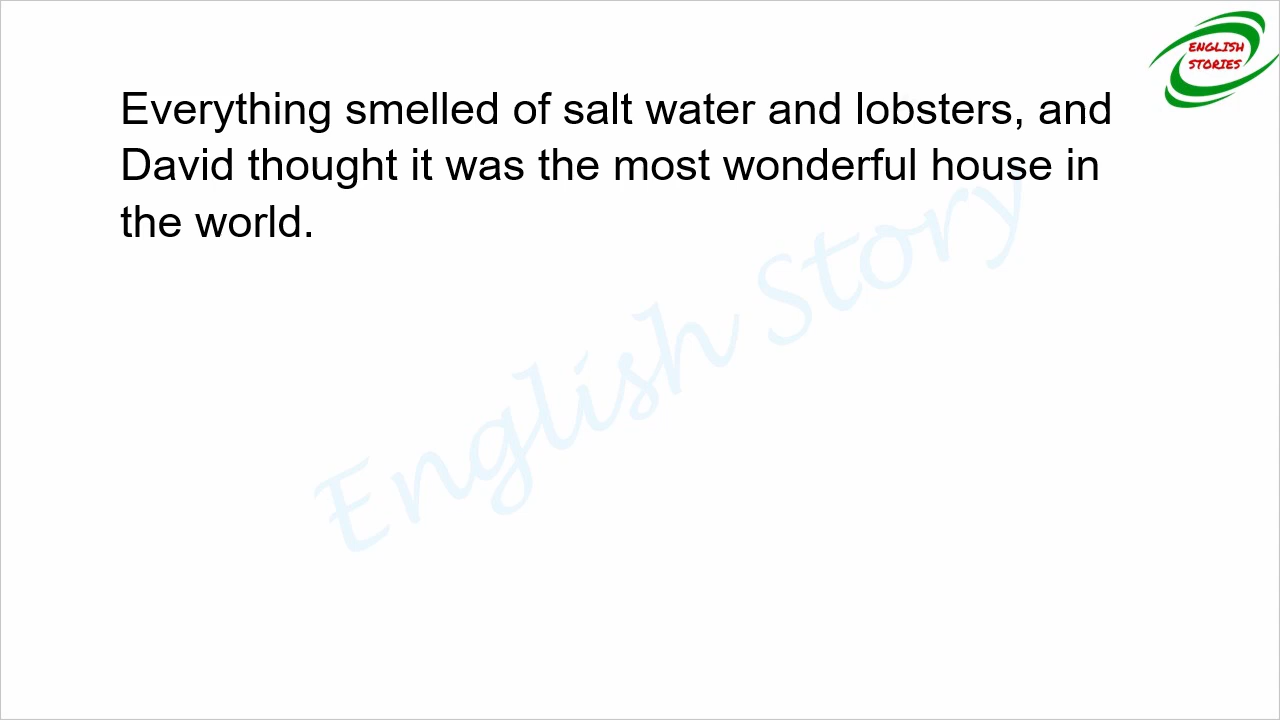 ENGLISH
STORIES
Everything smelled of salt water and lobsters, and
David thought it was the most wonderful house in
the world.
English Story